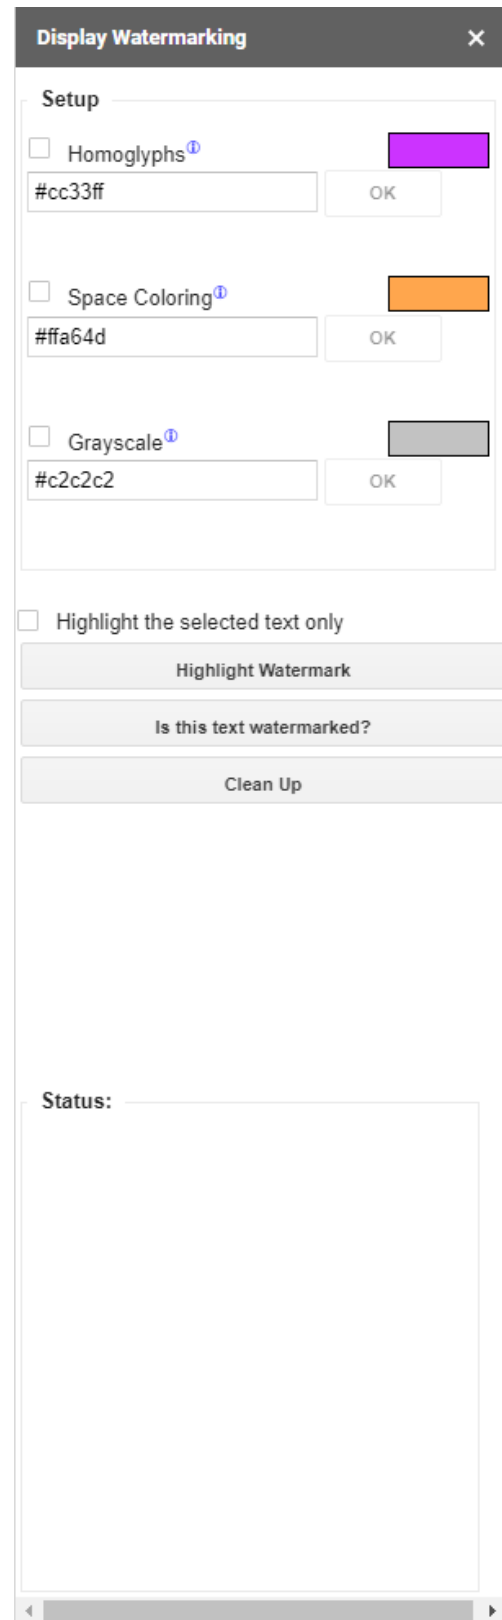 Display Watermarking ×
Setup
Homoglyphs
#cc33ff OK
Space Coloring
#ffa64d OK
Grayscale
#c2c2c2 OK
Highlight the selected text only
Highlight Watermark
Is this text watermarked?
Clean Up
Status: